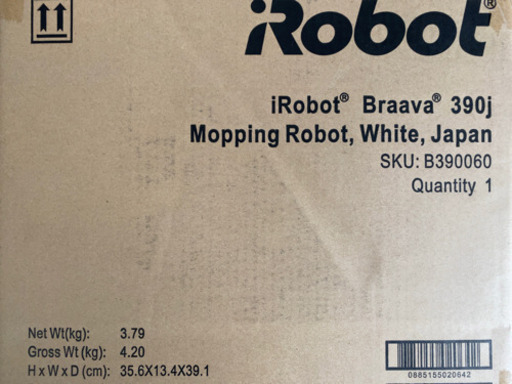 iRobot®
iRobot® Braava® 390j
Mopping Robot, White, Japan
SKU: B390060
Quantity 1
Net Wt(kg): 3.79
Gross Wt (kg): 4.20
H x W x D (cm): 35.6X13.4X39.1
0885155020642